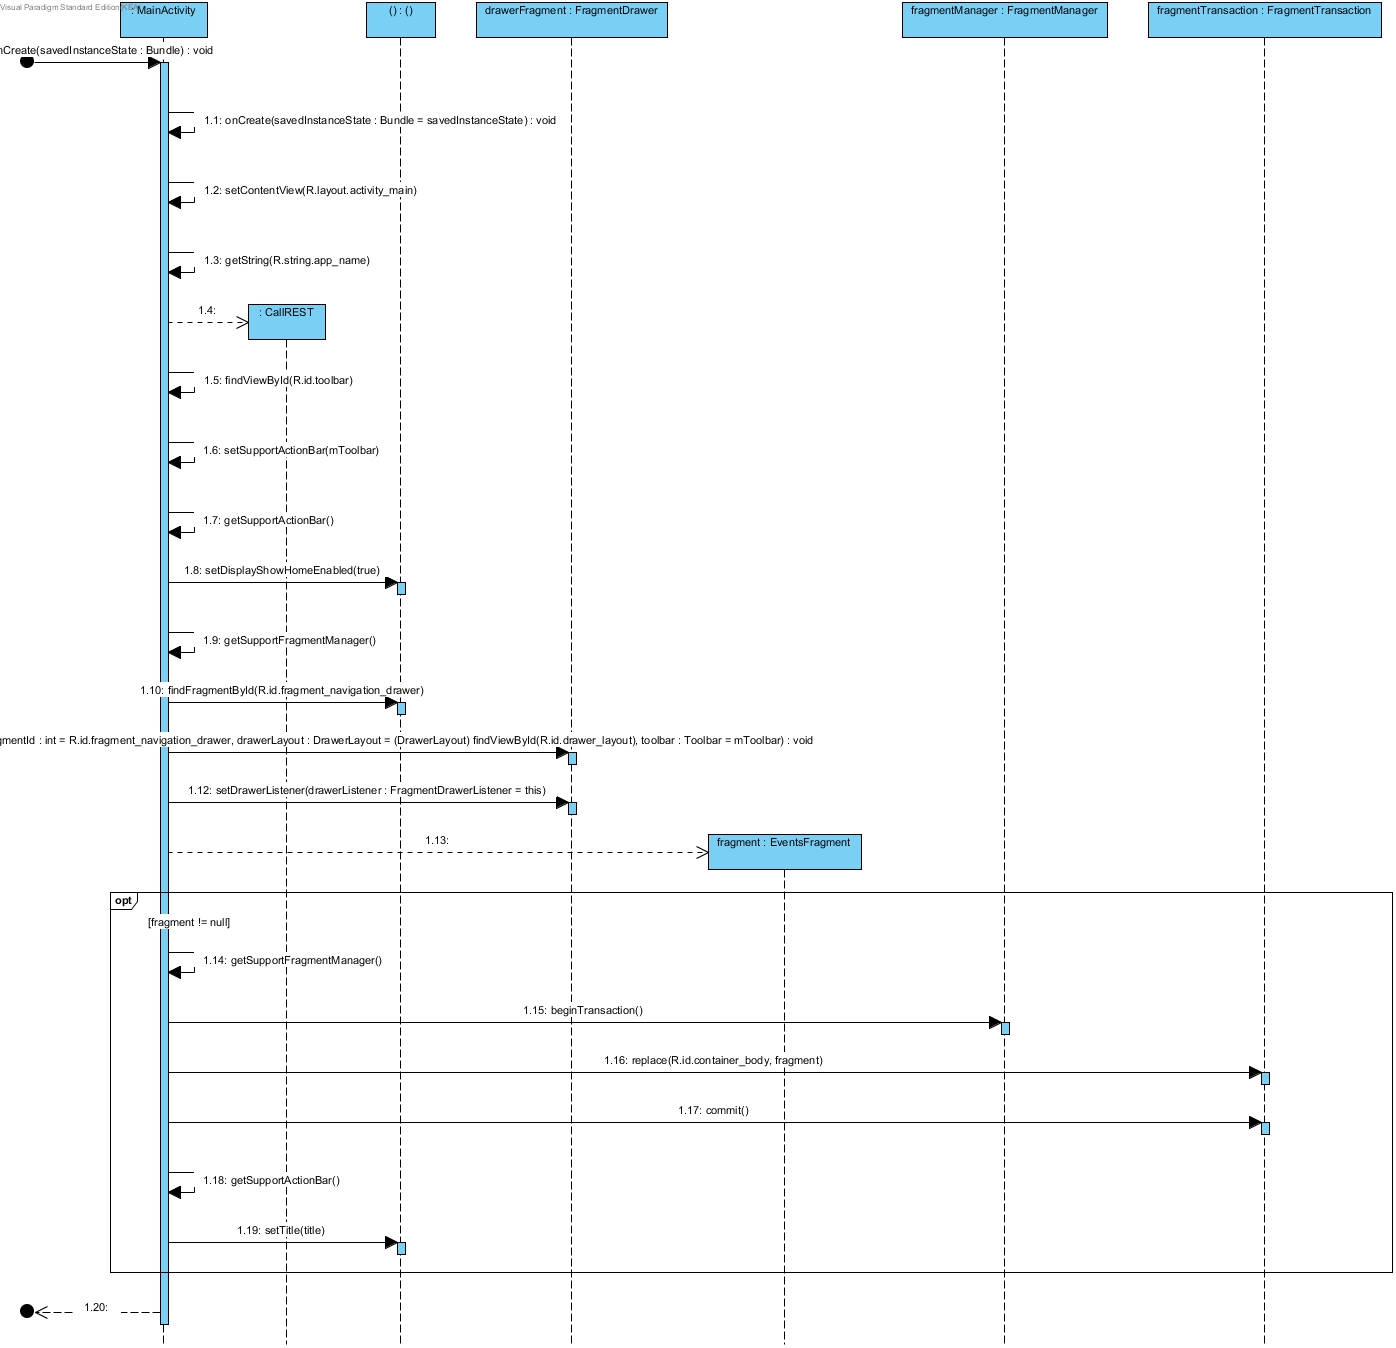 Visual Paradigm Standard Edition
: MainActivity
() : ()
drawerFragment : FragmentDrawer
fragmentManager : FragmentManager
fragmentTransaction : FragmentTransaction
nCreate(savedInstanceState : Bundle) : void
1.1: onCreate(savedInstanceState : Bundle = savedInstanceState) : void
1.2: setContentView(R.layout.activity_main)
1.3: getString(R.string.app_name)
1.4:
: CallREST
1.5: findViewById(R.id.toolbar)
1.6: setSupportActionBar(mToolbar)
1.7: getSupportActionBar()
1.8: setDisplayShowHomeEnabled(true)
1.9: getSupportFragmentManager()
1.10: findFragmentById(R.id.fragment_navigation_drawer)
gmentId : int = R.id.fragment_navigation_drawer, drawerLayout : DrawerLayout = (DrawerLayout) findViewById(R.id.drawer_layout), toolbar : Toolbar = mToolbar) : void
1.12: setDrawerListener(drawerListener : FragmentDrawerListener = this)
1.13:
fragment : EventsFragment
opt
[fragment != null]
1.14: getSupportFragmentManager()
1.15: beginTransaction()
1.16: replace(R.id.container_body, fragment)
1.17: commit()
1.18: getSupportActionBar()
1.19: setTitle(title)
1.20: